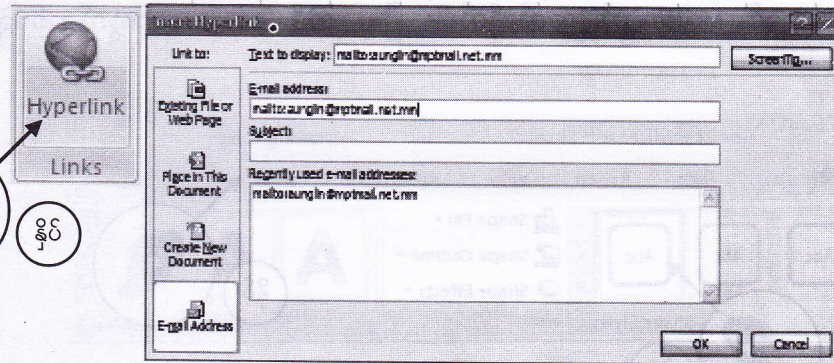 Insert Hyperlink
Link to:
Text to display: mailto:aunglin@mptmail.net.mm
ScreenTip...
Hyperlink
Links
Existing File or
Web Page
Place in This
Document
Create New
Document
E-mail Address
E-mail address:
mailto:aunglin@mptmail.net.mm
Subject:
Recently used e-mail addresses:
mailto:aunglin@mptmail.net.mm
OK
Cancel